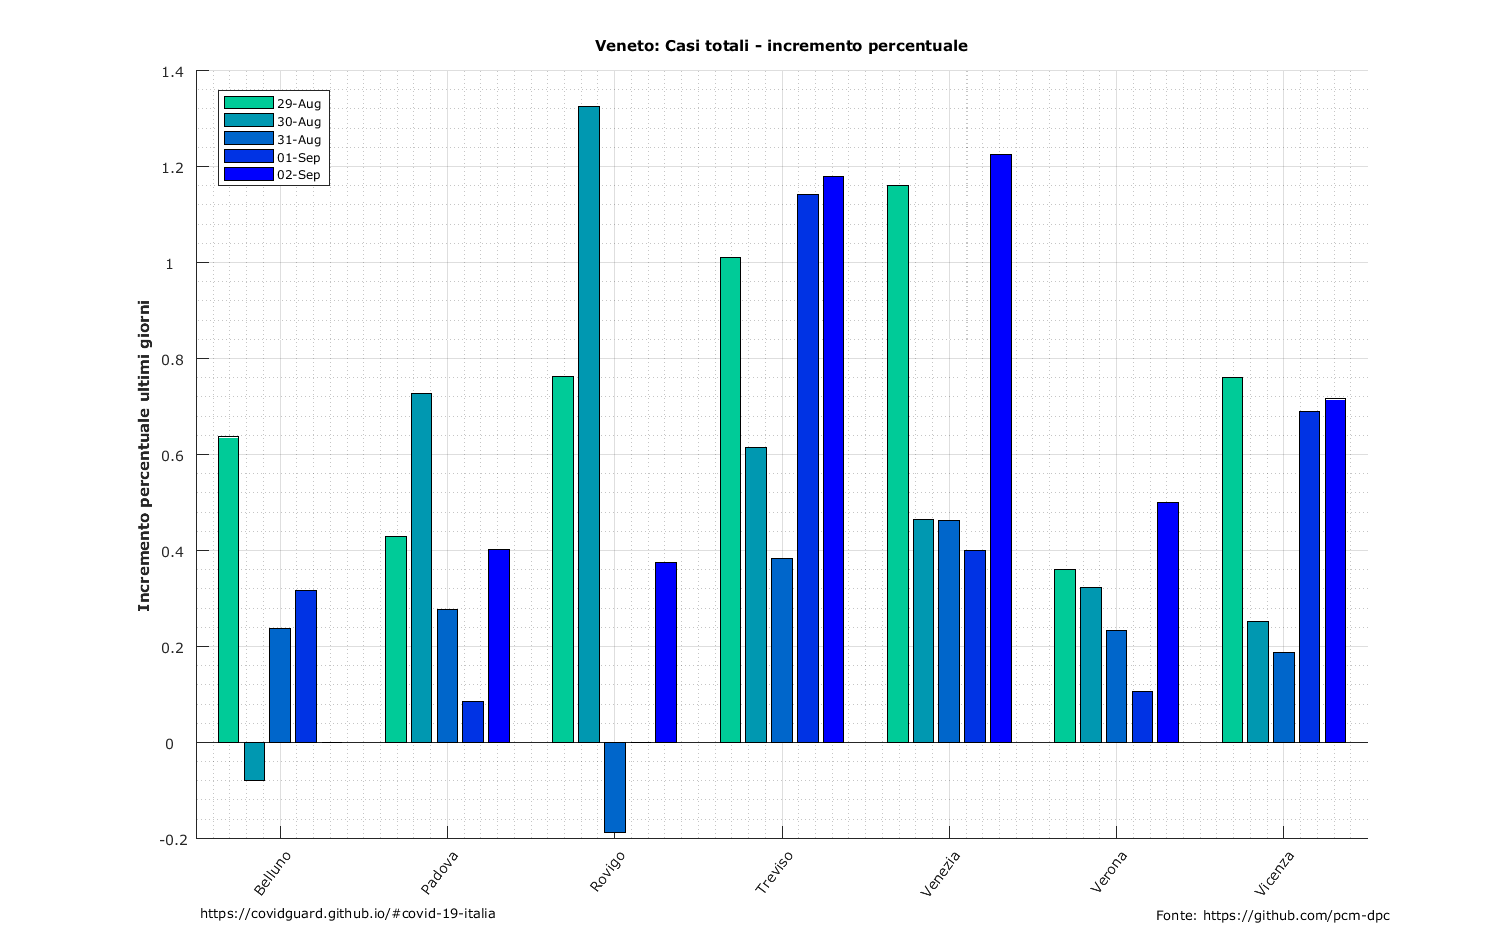 Veneto: Casi totali - incremento percentuale
1.4
1.2
1
0.8
0.6
0.4
0.2
0
-0.2
Incremento percentuale ultimi giorni
29-Aug
30-Aug
31-Aug
01-Sep
02-Sep
Belluno
Padova
Rovigo
Treviso
Venezia
Verona
Vicenza
https://covidguard.github.io/#covid-19-italia
Fonte: https://github.com/pcm-dpc